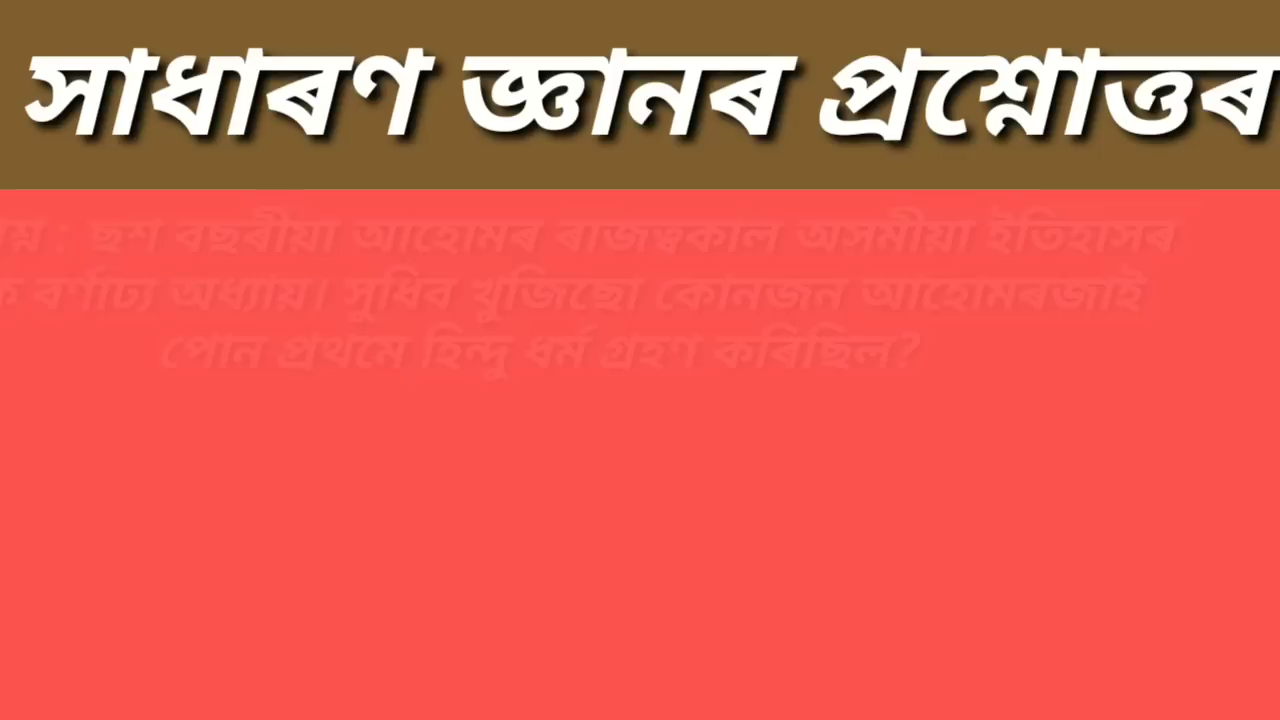 সাধাৰণ জ্ঞানৰ প্ৰশ্নোত্তৰ
ছশ বছৰীয়া আহোমৰ ৰাজস্বকাল অসমীয়া ইতিহাসৰ
বৰ্ণাঢ্য অধ্যায়। সুধিব খুজিছো কোনজন আহোমৰজাই
পোন প্ৰথমে হিন্দু ধৰ্ম গ্ৰহণ কৰিছিল?